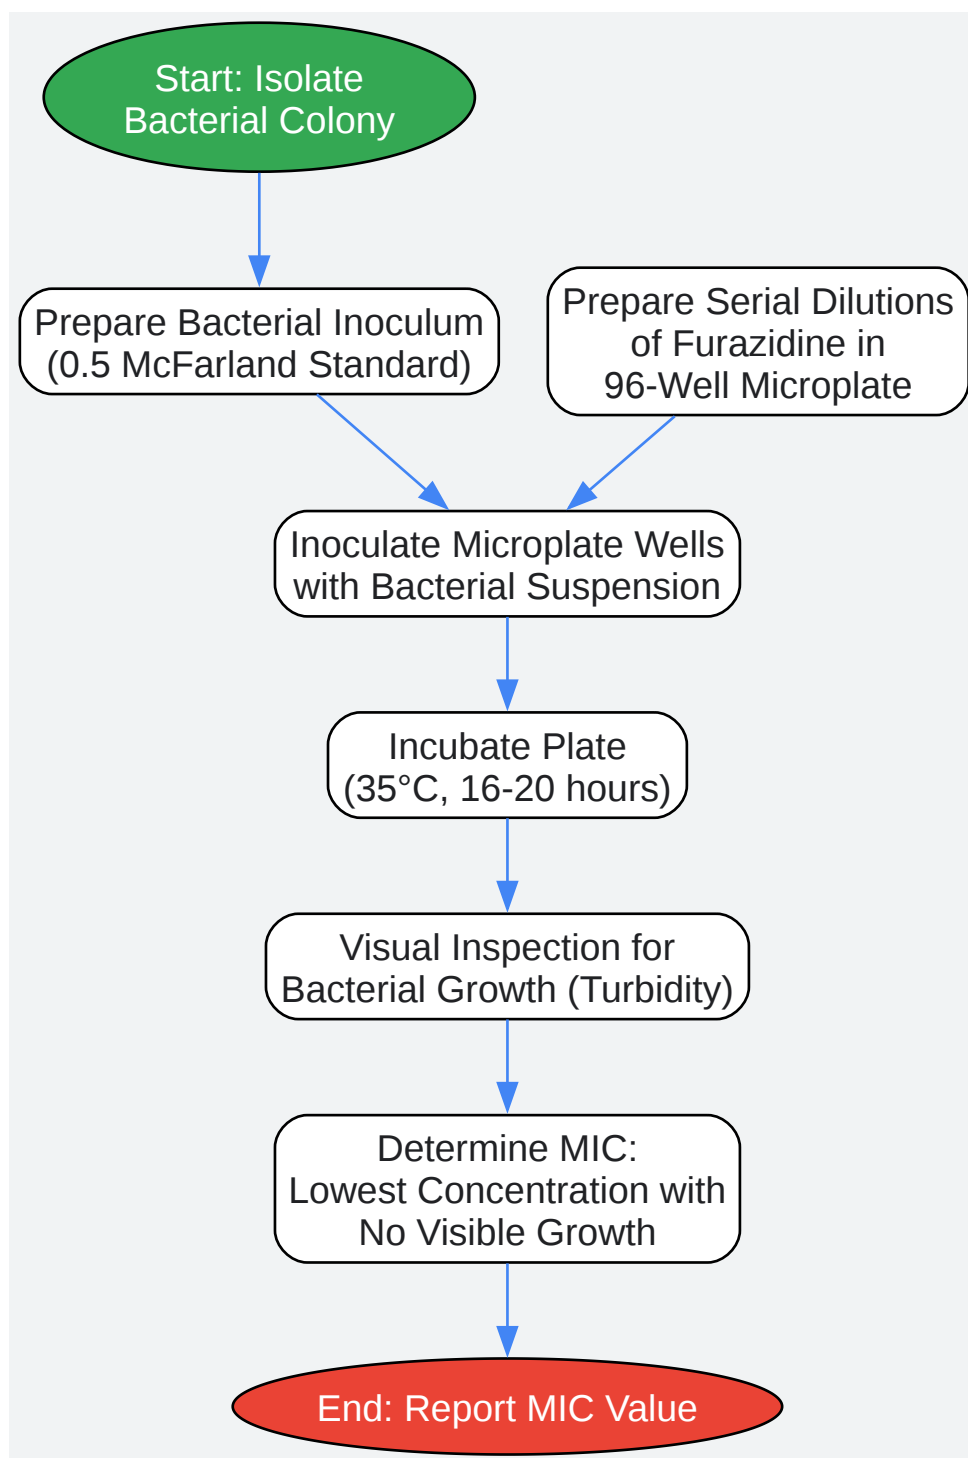 Start: Isolate
Bacterial Colony
Prepare Bacterial Inoculum
(0.5 McFarland Standard)
Prepare Serial Dilutions
of Furazidine in
96-Well Microplate
Inoculate Microplate Wells
with Bacterial Suspension
Incubate Plate
(35°C, 16-20 hours)
Visual Inspection for
Bacterial Growth (Turbidity)
Determine MIC:
Lowest Concentration with
No Visible Growth
End: Report MIC Value